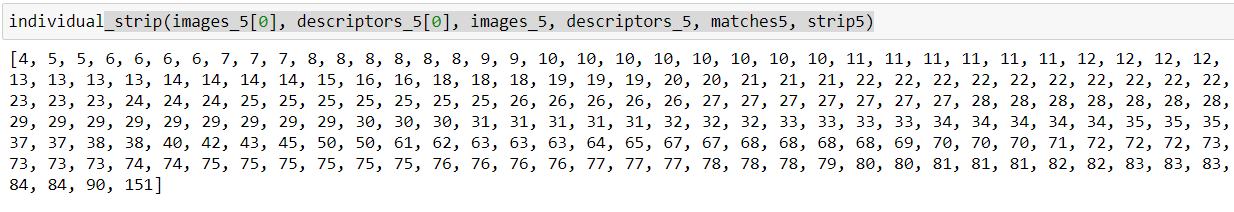 individual_strip(images_5[0], descriptors_5[0], images_5, descriptors_5, matches5, strip5)
[4, 5, 5, 6, 6, 6, 6, 7, 7, 7, 8, 8, 8, 8, 8, 8, 9, 9, 10, 10, 10, 10, 10, 10, 10, 10, 11, 11, 11, 11, 11, 11, 12, 12, 12, 12,
13, 13, 13, 13, 14, 14, 14, 14, 15, 16, 16, 18, 18, 18, 19, 19, 19, 20, 20, 21, 21, 21, 22, 22, 22, 22, 22, 22, 22, 22, 22, 22,
23, 23, 23, 24, 24, 24, 25, 25, 25, 25, 25, 25, 25, 26, 26, 26, 26, 26, 27, 27, 27, 27, 27, 27, 27, 28, 28, 28, 28, 28, 28, 28,
29, 29, 29, 29, 29, 29, 29, 29, 29, 30, 30, 30, 31, 31, 31, 31, 31, 32, 32, 32, 33, 33, 33, 33, 34, 34, 34, 34, 34, 35, 35, 35,
37, 37, 38, 38, 40, 42, 43, 45, 50, 50, 61, 62, 63, 63, 63, 64, 65, 67, 67, 68, 68, 68, 68, 69, 70, 70, 70, 71, 72, 72, 72, 73,
73, 73, 73, 74, 74, 75, 75, 75, 75, 75, 75, 76, 76, 76, 76, 77, 77, 77, 78, 78, 78, 79, 80, 80, 81, 81, 81, 82, 82, 83, 83, 83,
84, 84, 90, 151]